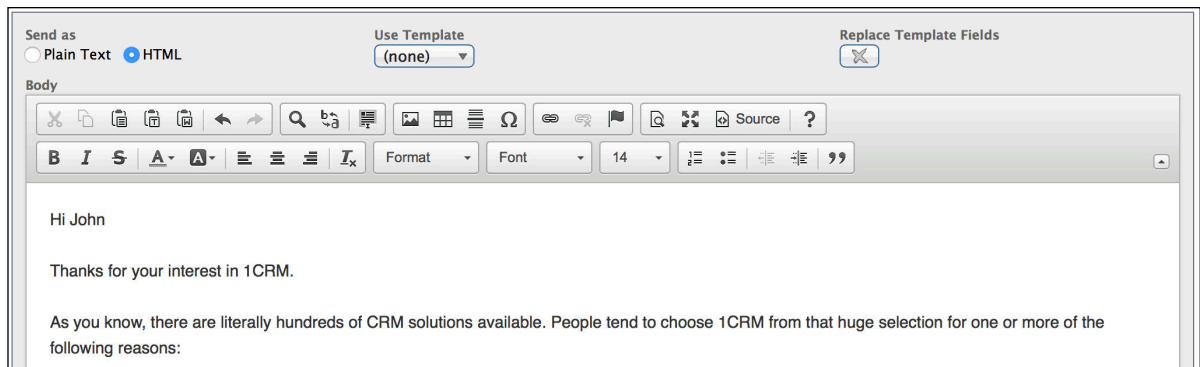 Send as Use Template Replace Template Fields
Plain Text HTML (none)
Body
Source ?
B I S A A Ix Format Font 14
Hi John
Thanks for your interest in 1CRM.
As you know, there are literally hundreds of CRM solutions available. People tend to choose 1CRM from that huge selection for one or more of the
following reasons: